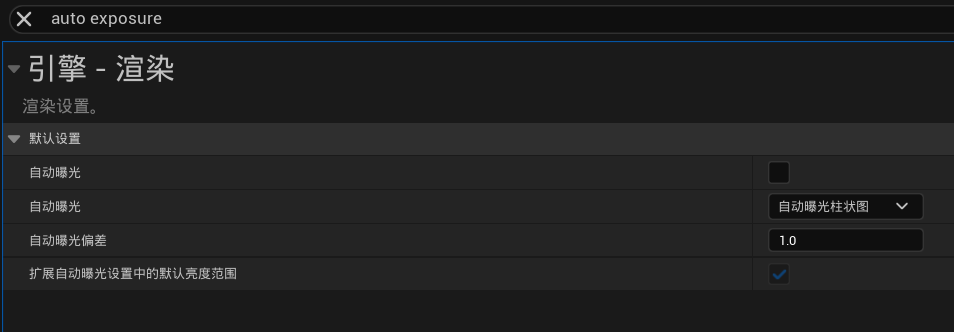 auto exposure
引擎 - 渲染
渲染设置。
默认设置
自动曝光
自动曝光 自动曝光柱状图
自动曝光偏差 1.0
扩展自动曝光设置中的默认亮度范围